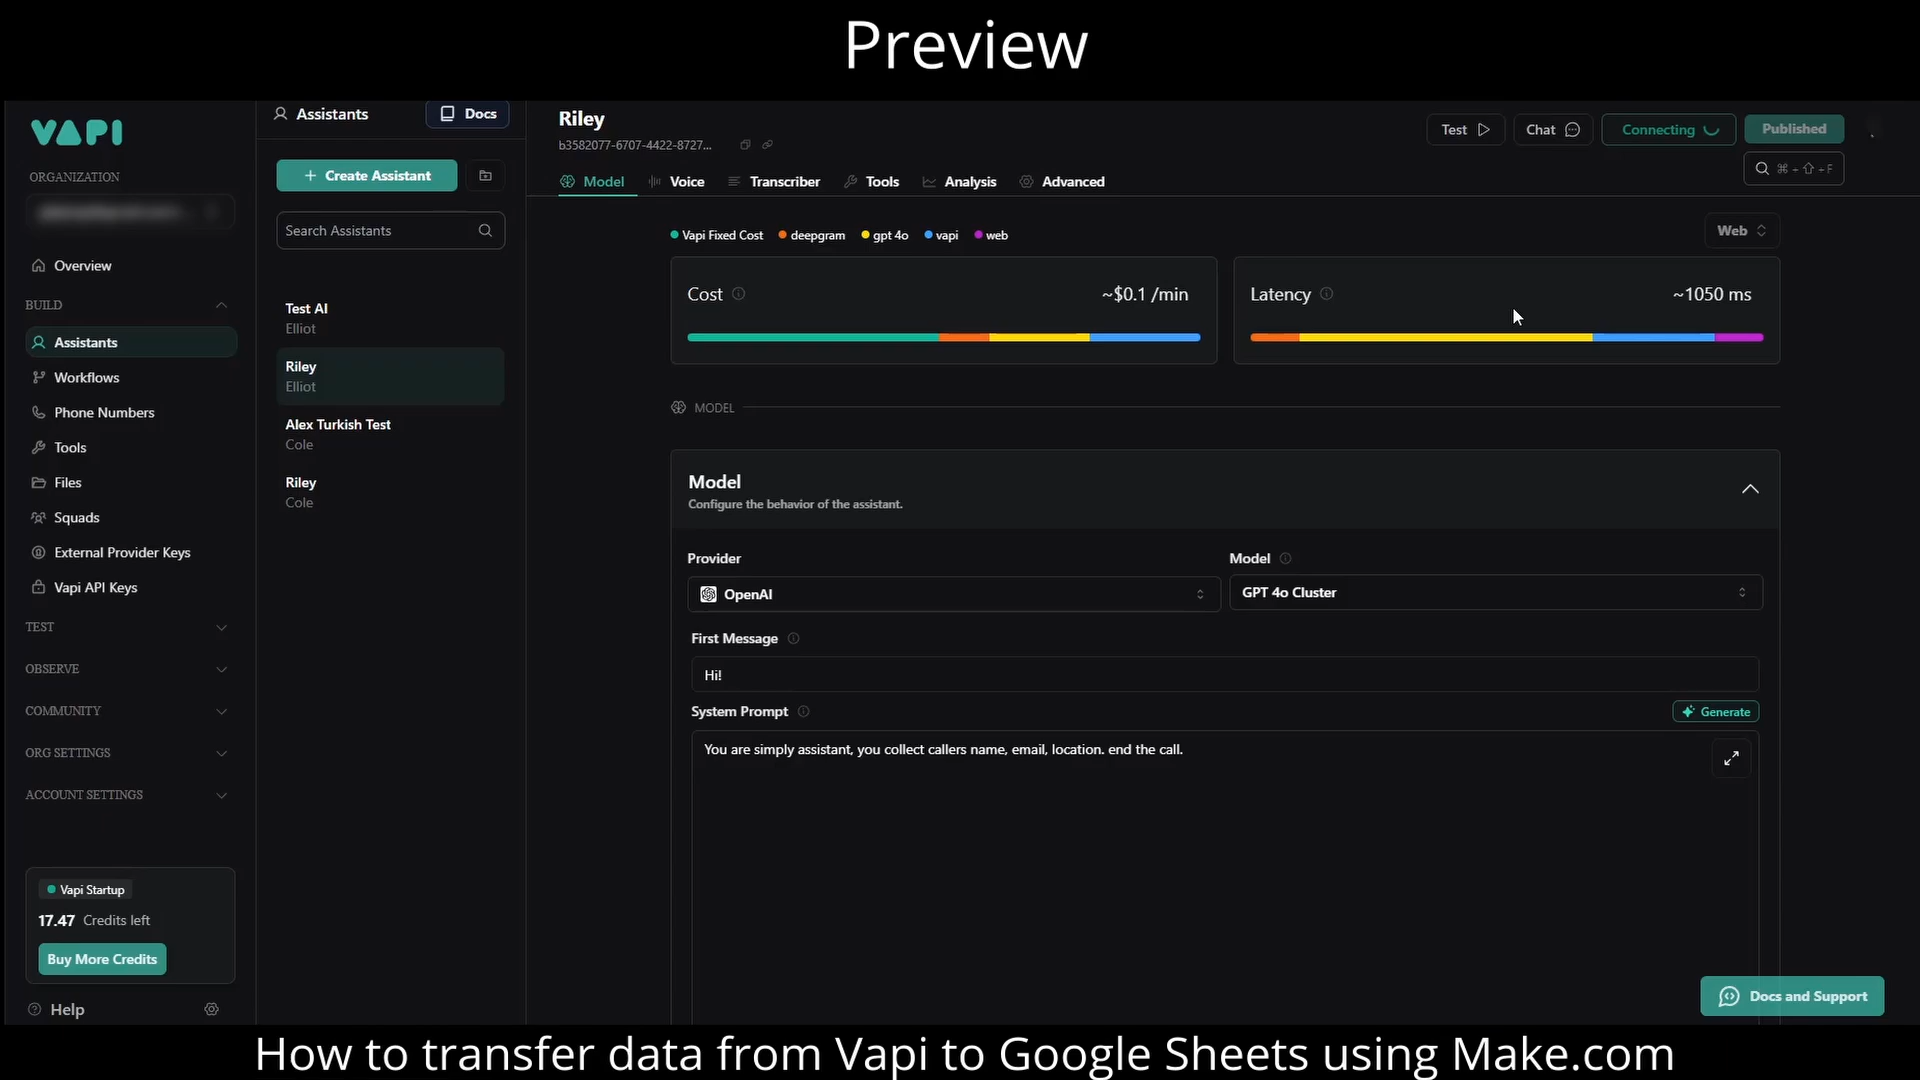 Preview
VAPI
ORGANIZATION
Overview
BUILD
Assistants
Workflows
Phone Numbers
Tools
Files
Squads
External Provider Keys
Vapi API Keys
TEST
OBSERVE
COMMUNITY
ORG SETTINGS
ACCOUNT SETTINGS
Vapi Startup
17.47 Credits left
Buy More Credits
Help
Assistants
Docs
+ Create Assistant
Search Assistants
Test AI
Elliot
Riley
Elliot
Alex Turkish Test
Cole
Riley
Cole
Riley
b3582077-6707-4422-8727...
Test
Chat
Connecting
Published
⌘ + ⇧ + F
Model
Voice
Transcriber
Tools
Analysis
Advanced
Vapi Fixed Cost deepgram gpt 4o vapi web
Web
Cost ~$0.1 /min
Latency ~1050 ms
MODEL
Model
Configure the behavior of the assistant.
Provider
OpenAI
Model
GPT 4o Cluster
First Message
Hi!
System Prompt
Generate
You are simply assistant, you collect callers name, email, location. end the call.
Docs and Support
How to transfer data from Vapi to Google Sheets using Make.com